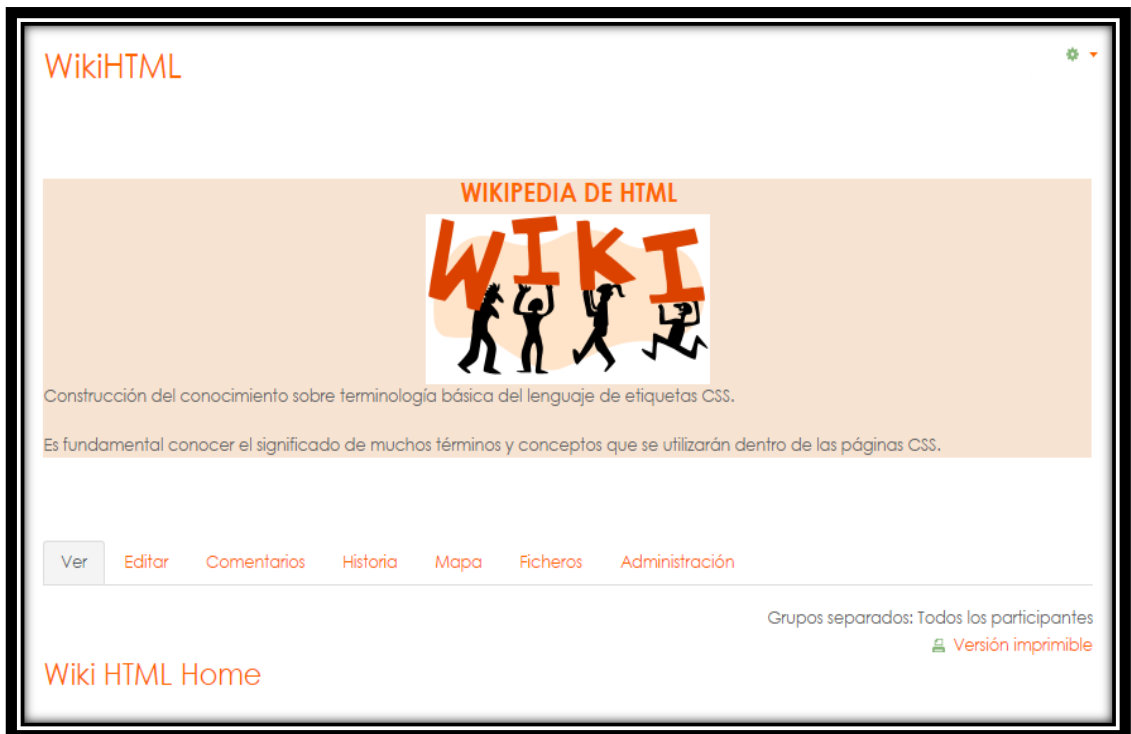 WikiHTML
WIKIPEDIA DE HTML
WIKI
Construcción del conocimiento sobre terminología básica del lenguaje de etiquetas CSS.
Es fundamental conocer el significado de muchos términos y conceptos que se utilizarán dentro de las páginas CSS.
Ver Editar Comentarios Historia Mapa Ficheros Administración
Grupos separados: Todos los participantes
Versión imprimible
Wiki HTML Home